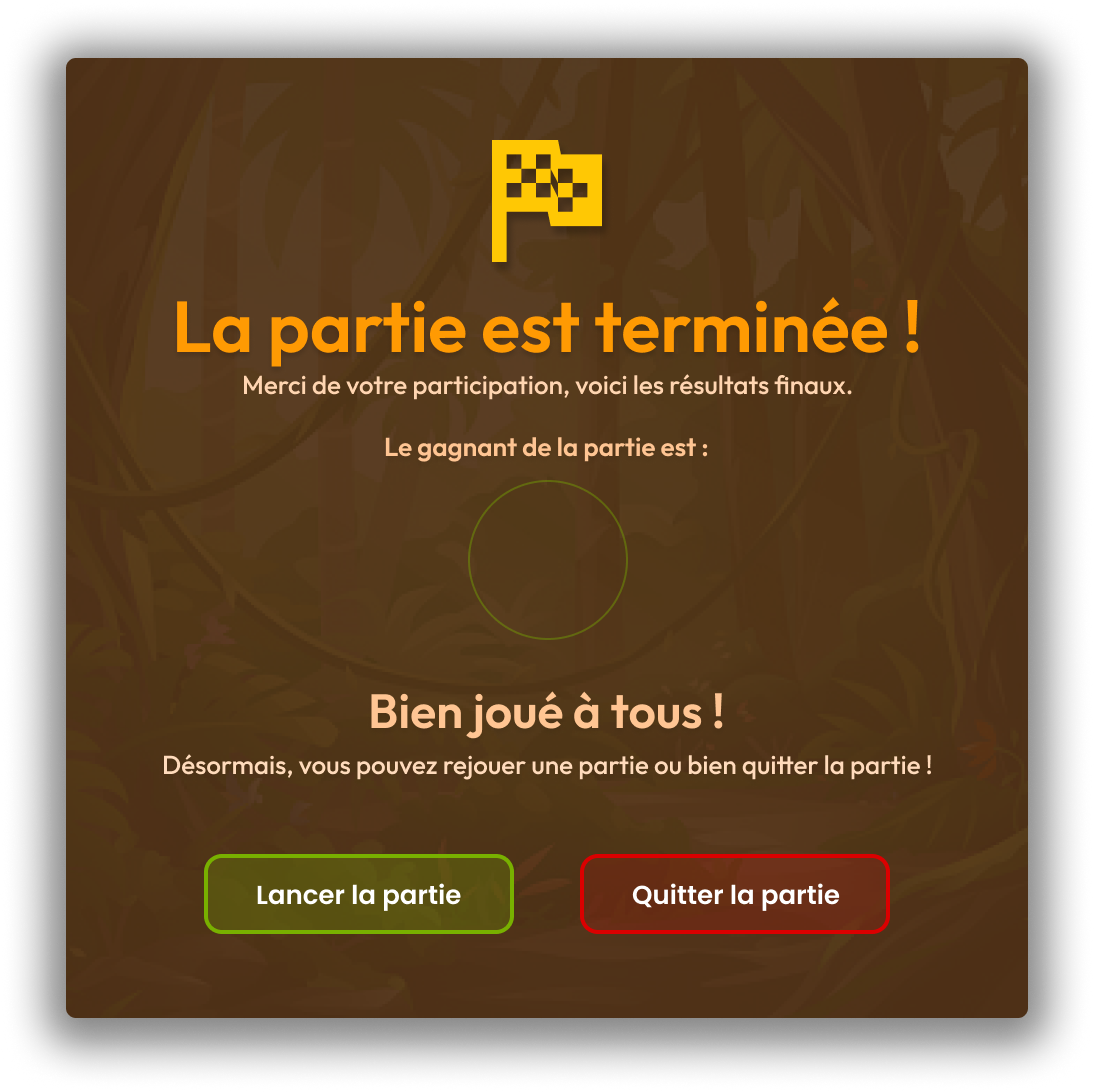 La partie est terminée !
Merci de votre participation, voici les résultats finaux.
Le gagnant de la partie est :
Bien joué à tous !
Désormais, vous pouvez rejouer une partie ou bien quitter la partie !
Lancer la partie
Quitter la partie